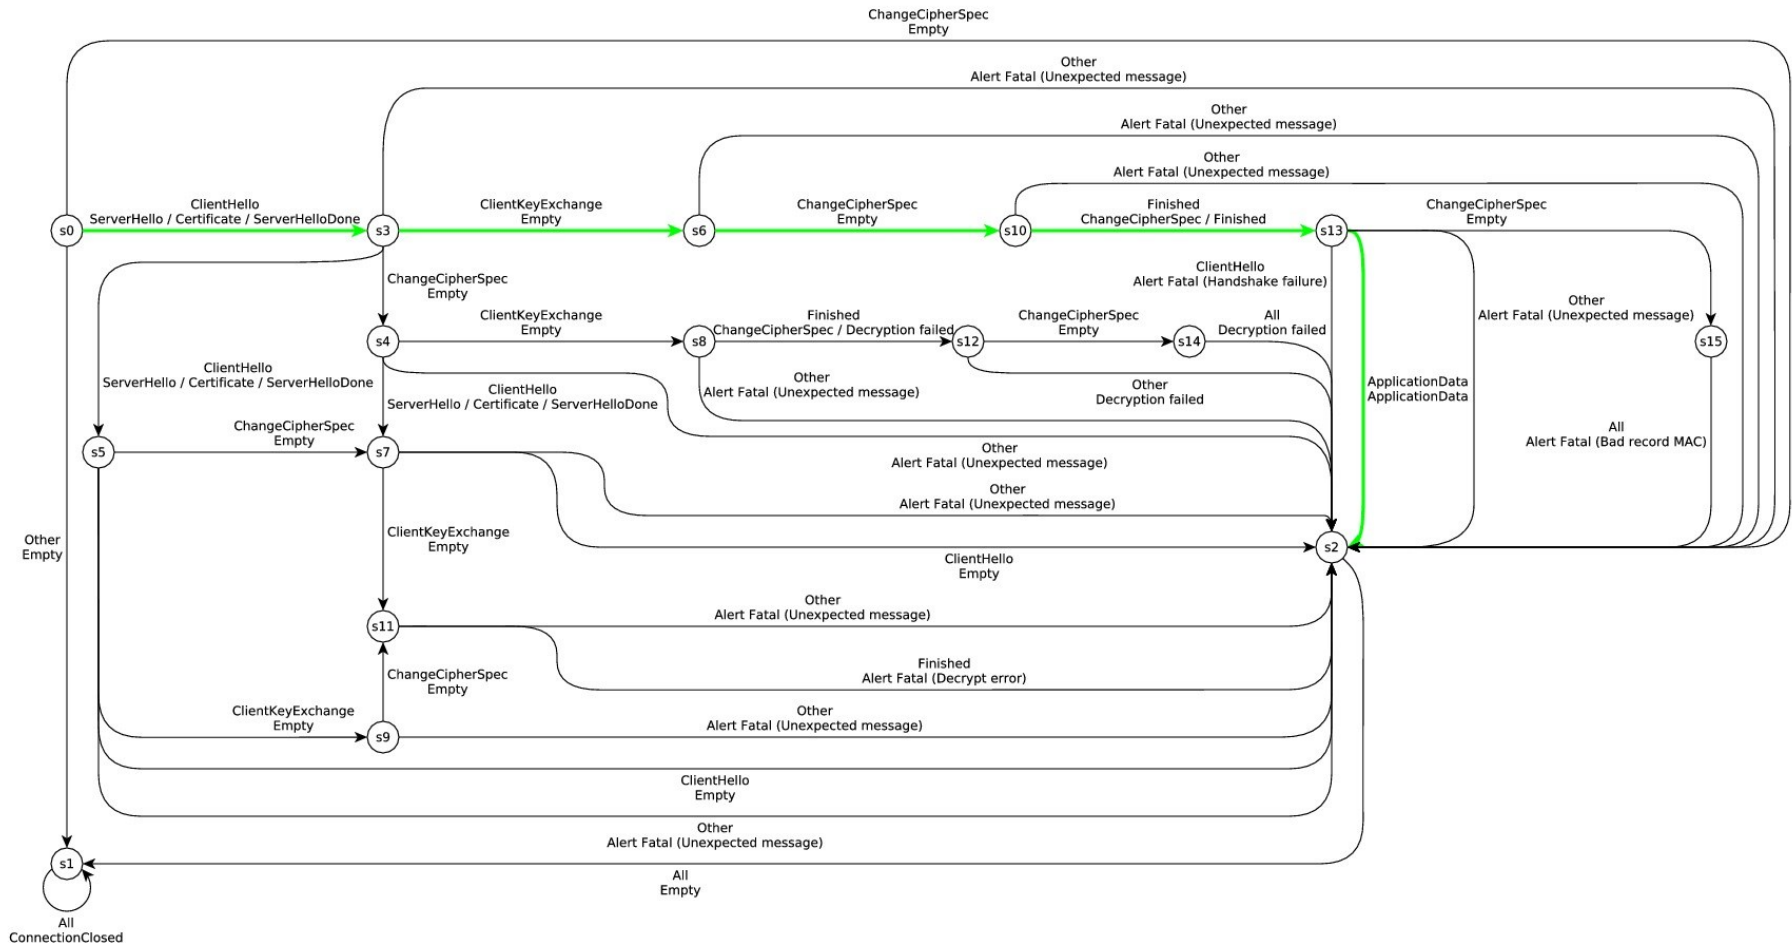 ChangeCipherSpec
Empty
Other
Alert Fatal (Unexpected message)
Other
Alert Fatal (Unexpected message)
Other
Alert Fatal (Unexpected message)
ClientHello
ServerHello / Certificate / ServerHelloDone
ClientKeyExchange
Empty
ChangeCipherSpec
Empty
Finished
ChangeCipherSpec / Finished
ChangeCipherSpec
Empty
s0
s3
s6
s10
s13
ChangeCipherSpec
Empty
ClientHello
Alert Fatal (Handshake failure)
Other
Alert Fatal (Unexpected message)
ClientKeyExchange
Empty
Finished
ChangeCipherSpec / Decryption failed
ChangeCipherSpec
Empty
All
Decryption failed
s4
s8
s12
s14
s15
ClientHello
ServerHello / Certificate / ServerHelloDone
ClientHello
ServerHello / Certificate / ServerHelloDone
Other
Alert Fatal (Unexpected message)
Other
Decryption failed
ApplicationData
ApplicationData
ChangeCipherSpec
Empty
All
Alert Fatal (Bad record MAC)
s5
s7
Other
Alert Fatal (Unexpected message)
Other
Alert Fatal (Unexpected message)
Other
Empty
ClientKeyExchange
Empty
s2
ClientHello
Empty
Other
Alert Fatal (Unexpected message)
s11
ChangeCipherSpec
Empty
Finished
Alert Fatal (Decrypt error)
ClientKeyExchange
Empty
Other
Alert Fatal (Unexpected message)
s9
ClientHello
Empty
Other
Alert Fatal (Unexpected message)
s1
All
Empty
All
ConnectionClosed